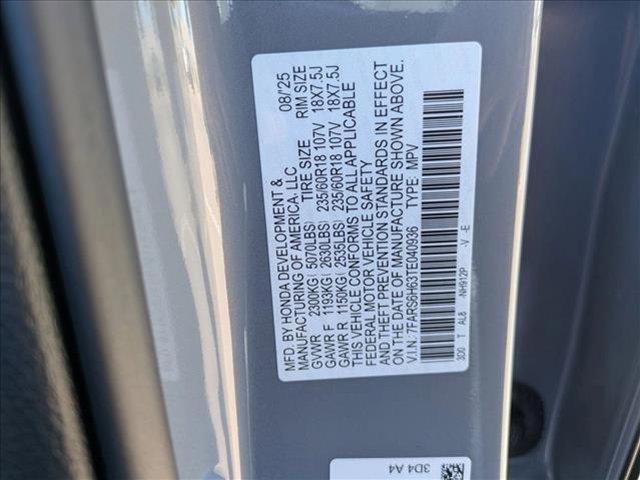 MFD. BY HONDA DEVELOPMENT & 08/25
MANUFACTURING OF AMERICA, LLC RIM SIZE
GVWR 2300KG( 5070LBS) TIRE SIZE
GAWR F 1193KG( 2630LBS) 235/60R18 107V 18X7.5J
GAWR R 1150KG( 2535LBS) 235/60R18 107V 18X7.5J
THIS VEHICLE CONFORMS TO ALL APPLICABLE
FEDERAL MOTOR VEHICLE SAFETY
AND THEFT PREVENTION STANDARDS IN EFFECT
ON THE DATE OF MANUFACTURE SHOWN ABOVE.
V.I.N. 7FARS6H63TE040936 TYPE: MPV
3D0 T AL8 -NH912P -V -E
3D4 A4